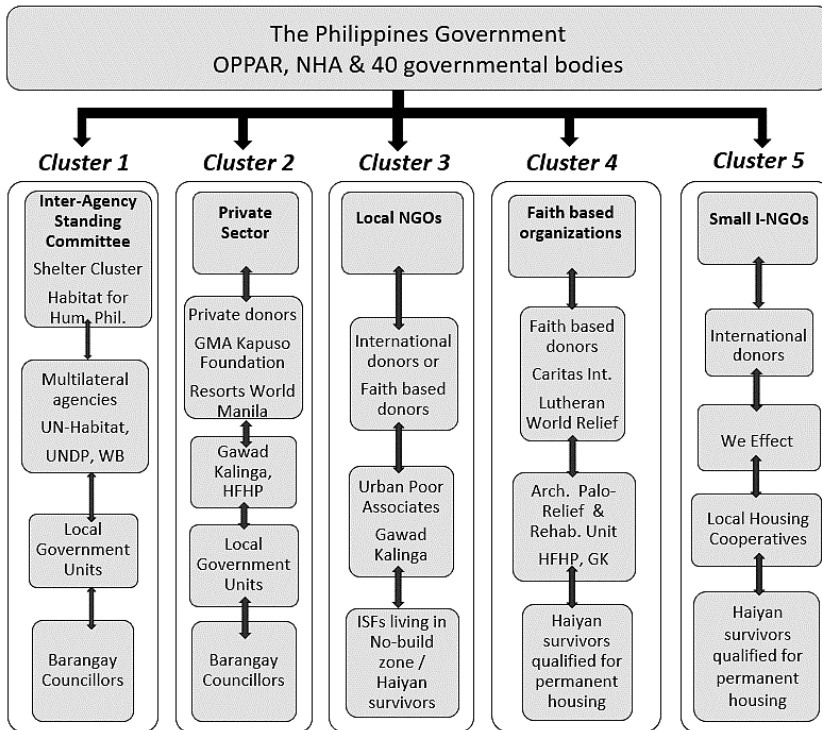 The Philippines Government
OPPAR, NHA & 40 governmental bodies
Cluster 1
Inter-Agency
Standing
Committee
Shelter Cluster
Habitat for
Hum. Phil.
Multilateral
agencies
UN-Habitat,
UNDP, WB
Local
Government
Units
Barangay
Councillors
Cluster 2
Private
Sector
Private donors
GMA Kapuso
Foundation
Resorts World
Manila
Gawad
Kalinga,
HFHP
Local
Government
Units
Barangay
Councillors
Cluster 3
Local NGOs
International
donors or
Faith based
donors
Urban Poor
Associates
Gawad
Kalinga
ISFs living in
No-build
zone /
Haiyan
survivors
Cluster 4
Faith based
organizations
Faith based
donors
Caritas Int.
Lutheran
World Relief
Arch. Palo-
Relief &
Rehab. Unit
HFHP, GK
Haiyan
survivors
qualified for
permanent
housing
Cluster 5
Small I-NGOs
International
donors
We Effect
Local Housing
Cooperatives
Haiyan
survivors
qualified for
permanent
housing